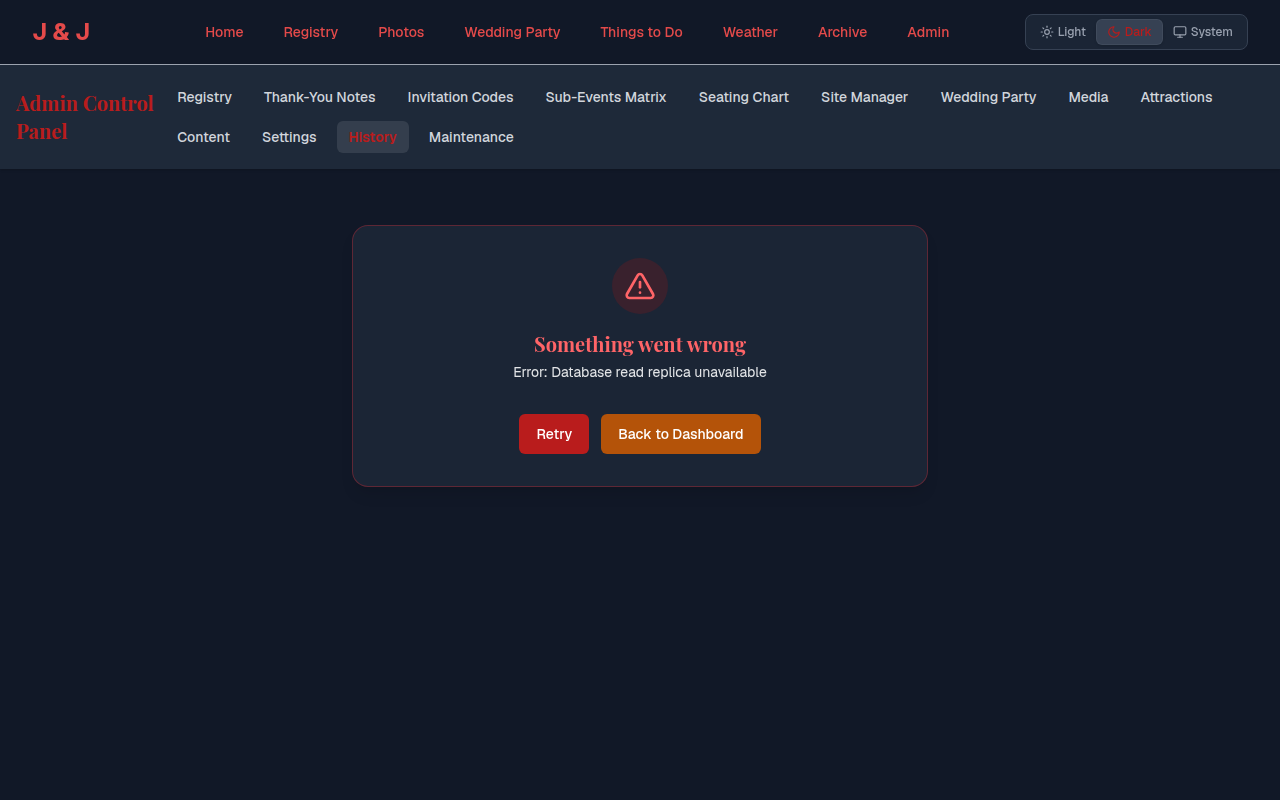 J & J
Home Registry Photos Wedding Party Things to Do Weather Archive Admin
Light Dark System
Admin Control Panel
Registry Thank-You Notes Invitation Codes Sub-Events Matrix Seating Chart Site Manager Wedding Party Media Attractions
Content Settings History Maintenance
Something went wrong
Error: Database read replica unavailable
Retry Back to Dashboard